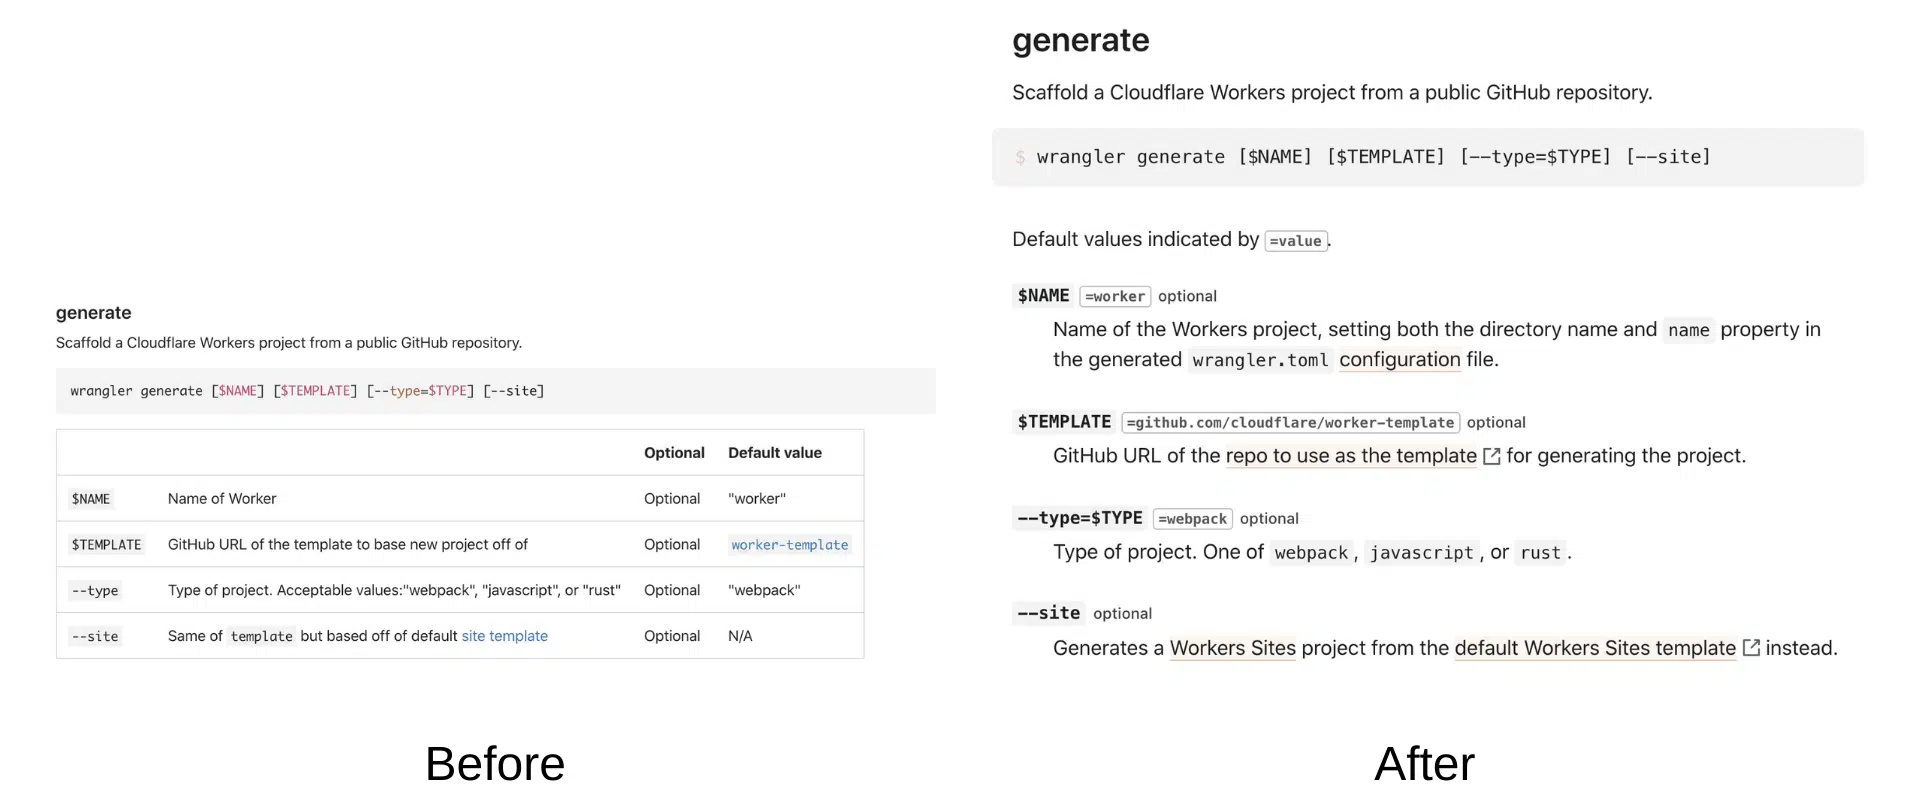 generate
Scaffold a Cloudflare Workers project from a public GitHub repository.
wrangler generate [$NAME] [$TEMPLATE] [--type=$TYPE] [--site]
Optional Default value
$NAME Name of Worker Optional "worker"
$TEMPLATE GitHub URL of the template to base new project off of Optional worker-template
--type Type of project. Acceptable values:"webpack", "javascript", or "rust" Optional "webpack"
--site Same of template but based off of default site template Optional N/A
Before
generate
Scaffold a Cloudflare Workers project from a public GitHub repository.
$ wrangler generate [$NAME] [$TEMPLATE] [--type=$TYPE] [--site]
Default values indicated by =value.
$NAME =worker optional
Name of the Workers project, setting both the directory name and name property in
the generated wrangler.toml configuration file.
$TEMPLATE =github.com/cloudflare/worker-template optional
GitHub URL of the repo to use as the template for generating the project.
--type=$TYPE =webpack optional
Type of project. One of webpack, javascript, or rust.
--site optional
Generates a Workers Sites project from the default Workers Sites template instead.
After